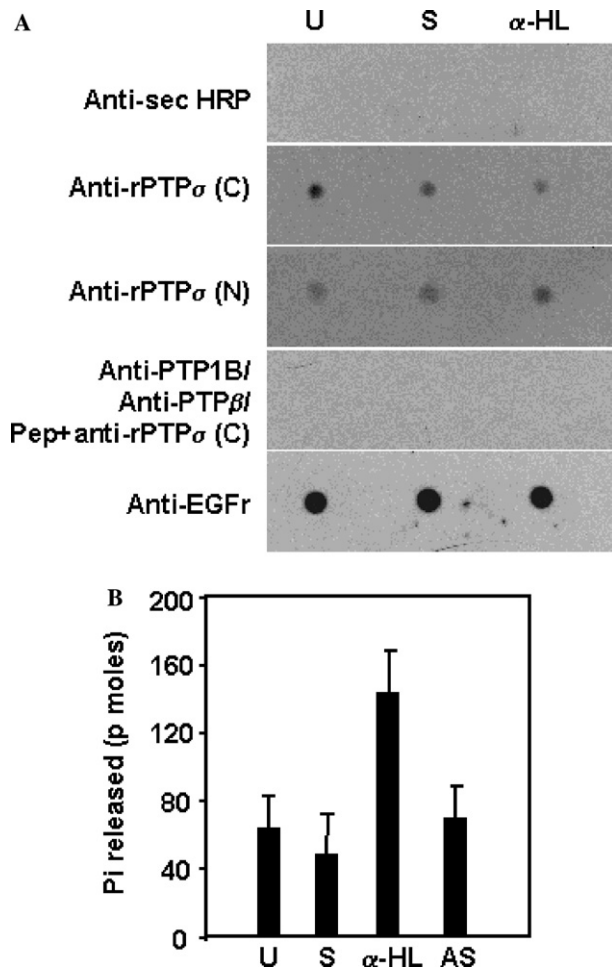 A
U S α-HL
Anti-sec HRP
Anti-rPTPσ (C)
Anti-rPTPσ (N)
Anti-PTP1B/
Anti-PTPβ/
Pep+anti-rPTPσ (C)
Anti-EGFr
B
Pi released (p moles)
200
160
120
80
40
0
U S α-HL AS